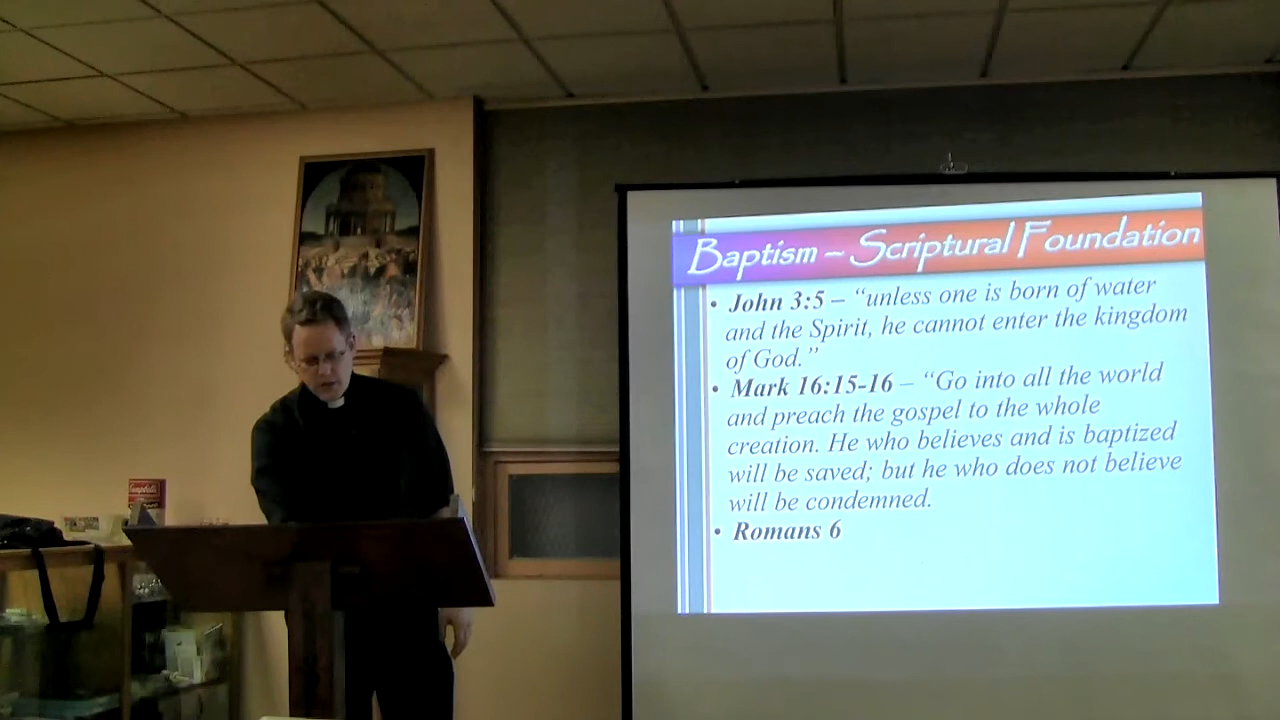 Baptism – Scriptural Foundation
• John 3:5 – “unless one is born of water
and the Spirit, he cannot enter the kingdom
of God.”
• Mark 16:15-16 – “Go into all the world
and preach the gospel to the whole
creation. He who believes and is baptized
will be saved; but he who does not believe
will be condemned.
• Romans 6
Campbell's